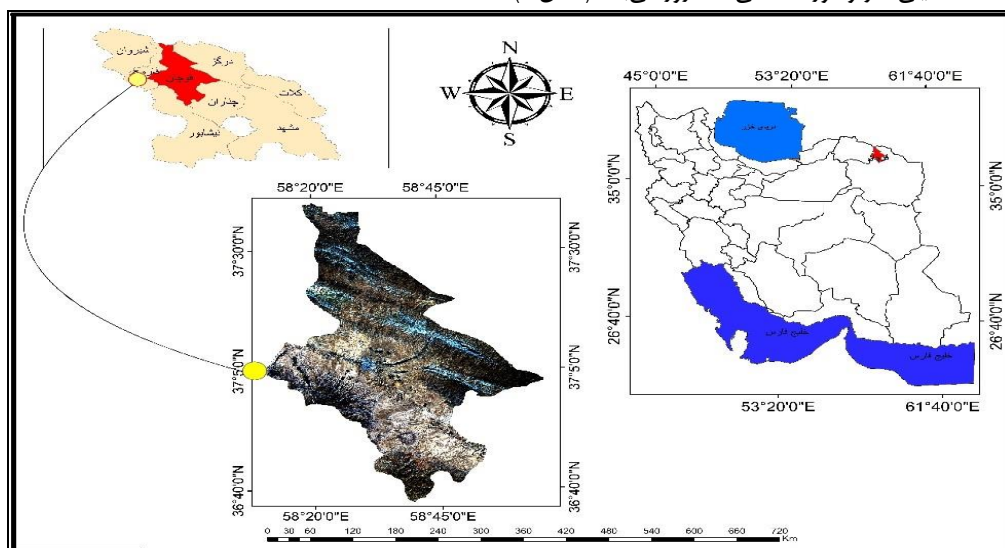 شیروان
درگز
قوچان
کلات
چناران
مشهد
نیشابور
N
W E
S
45°0'0"E 53°20'0"E 61°40'0"E
دریای خزر
35°0'0"N 35°0'0"N
26°40'0"N 26°40'0"N
خلیج فارس
خلیج فارس
53°20'0"E 61°40'0"E
58°20'0"E 58°45'0"E
37°30'0"N 37°30'0"N
37°5'0"N 37°5'0"N
36°40'0"N 36°40'0"N
58°20'0"E 58°45'0"E
0 30 60 120 180 240 300 360 420 480 540 600 660 720
Km